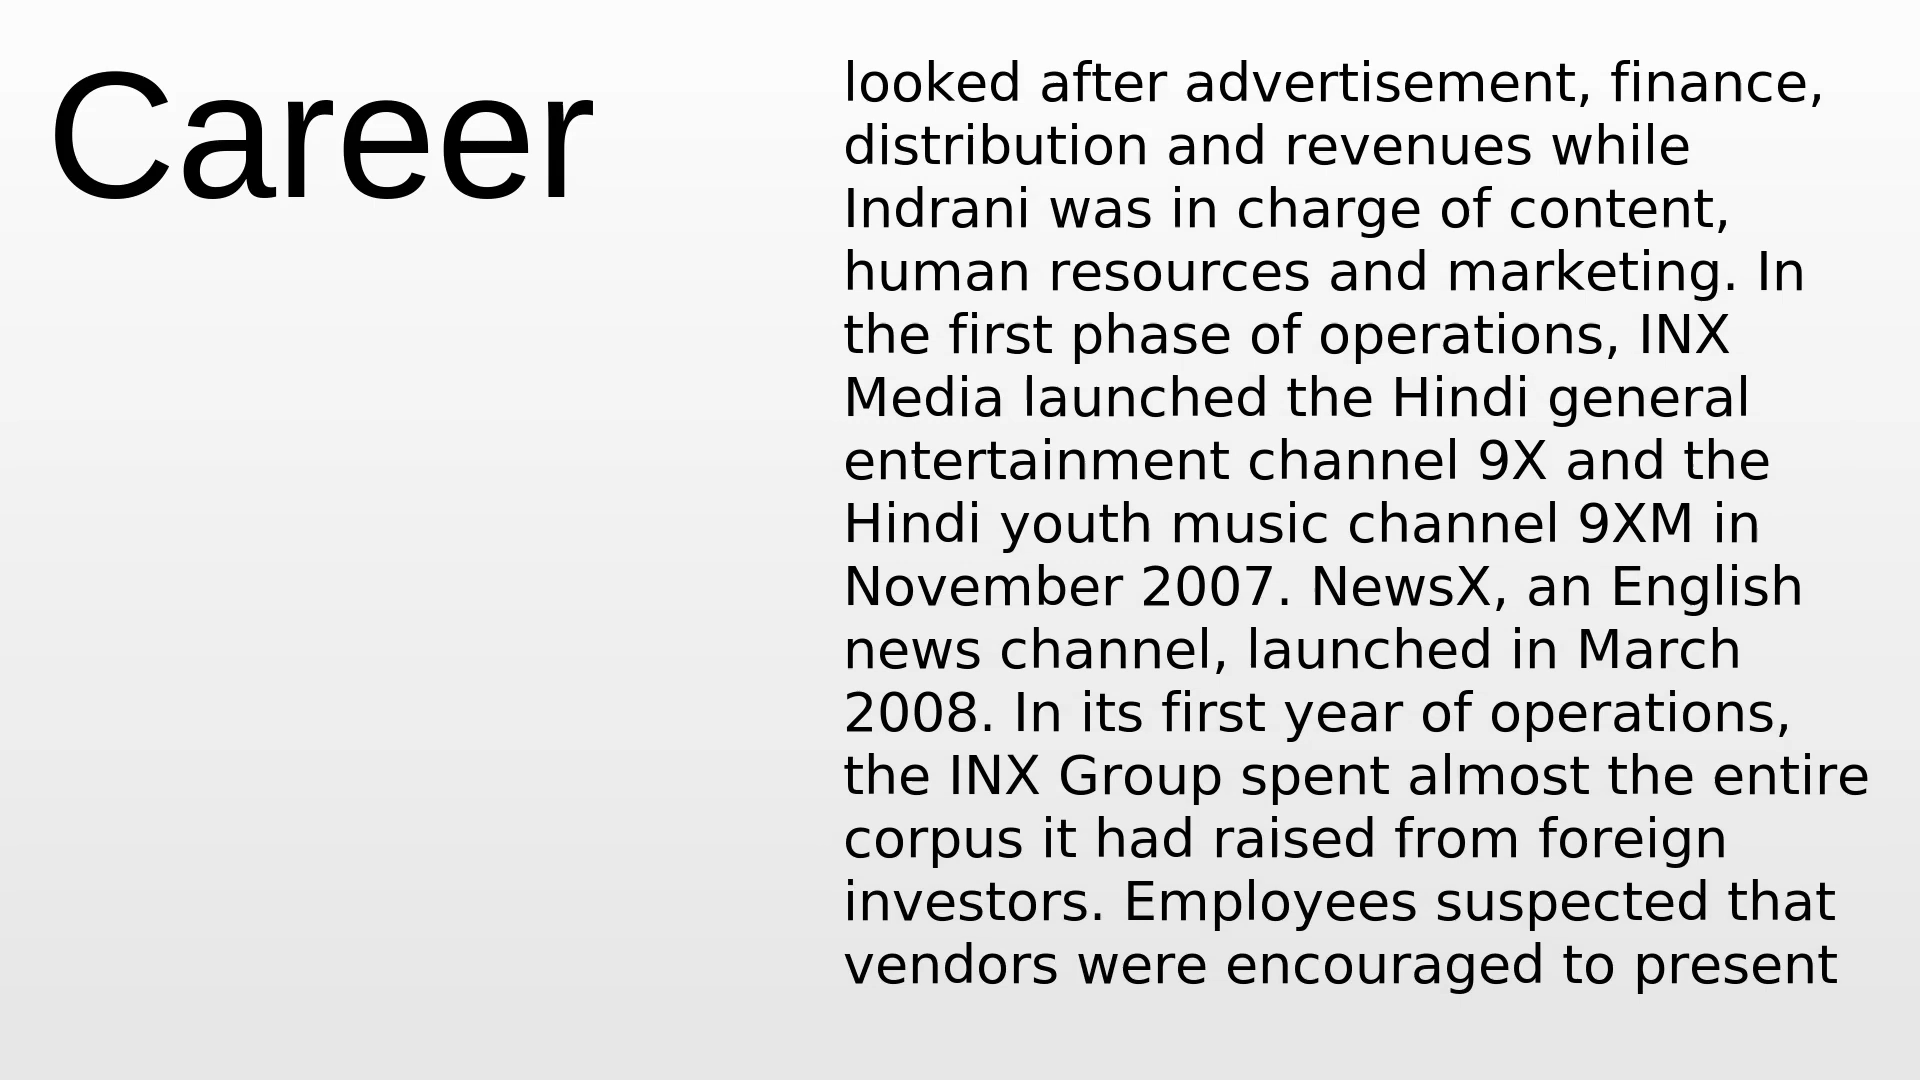 Career
looked after advertisement, finance,
distribution and revenues while
Indrani was in charge of content,
human resources and marketing. In
the first phase of operations, INX
Media launched the Hindi general
entertainment channel 9X and the
Hindi youth music channel 9XM in
November 2007. NewsX, an English
news channel, launched in March
2008. In its first year of operations,
the INX Group spent almost the entire
corpus it had raised from foreign
investors. Employees suspected that
vendors were encouraged to present